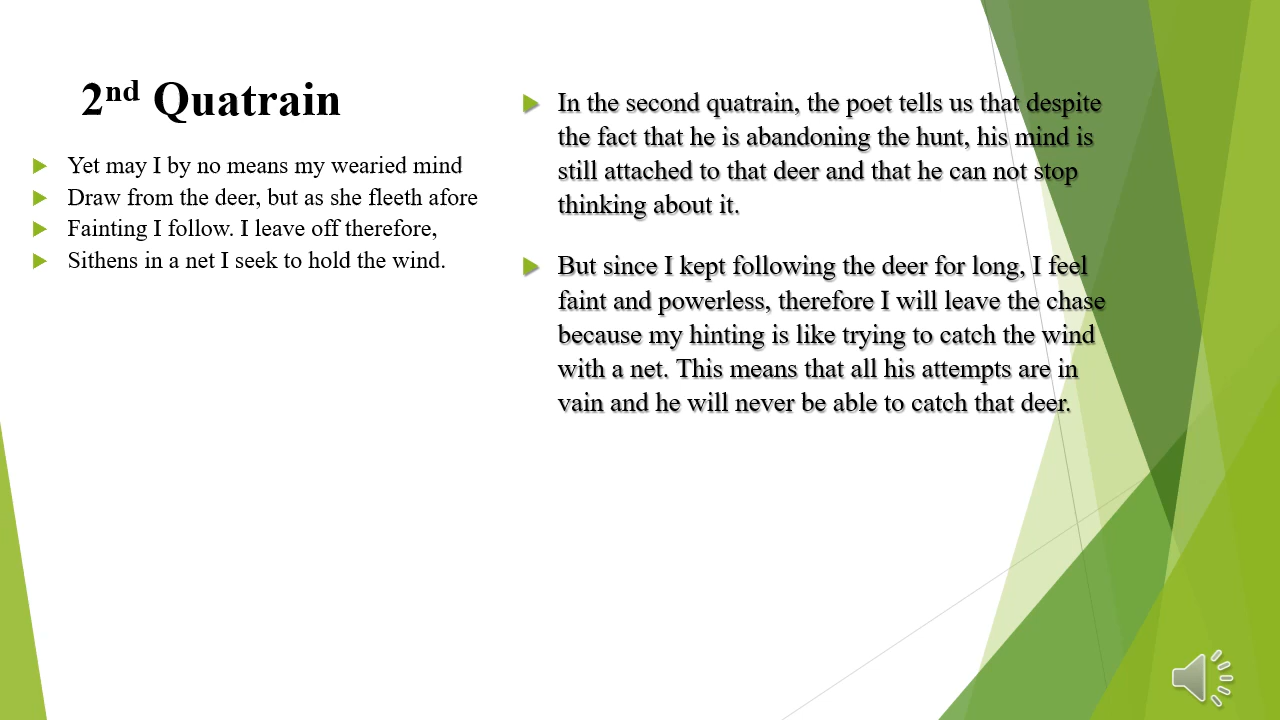 2nd Quatrain
Yet may I by no means my wearied mind
Draw from the deer, but as she fleeth afore
Fainting I follow. I leave off therefore,
Sithens in a net I seek to hold the wind.
In the second quatrain, the poet tells us that despite
the fact that he is abandoning the hunt, his mind is
still attached to that deer and that he can not stop
thinking about it.
But since I kept following the deer for long, I feel
faint and powerless, therefore I will leave the chase
because my hinting is like trying to catch the wind
with a net. This means that all his attempts are in
vain and he will never be able to catch that deer.